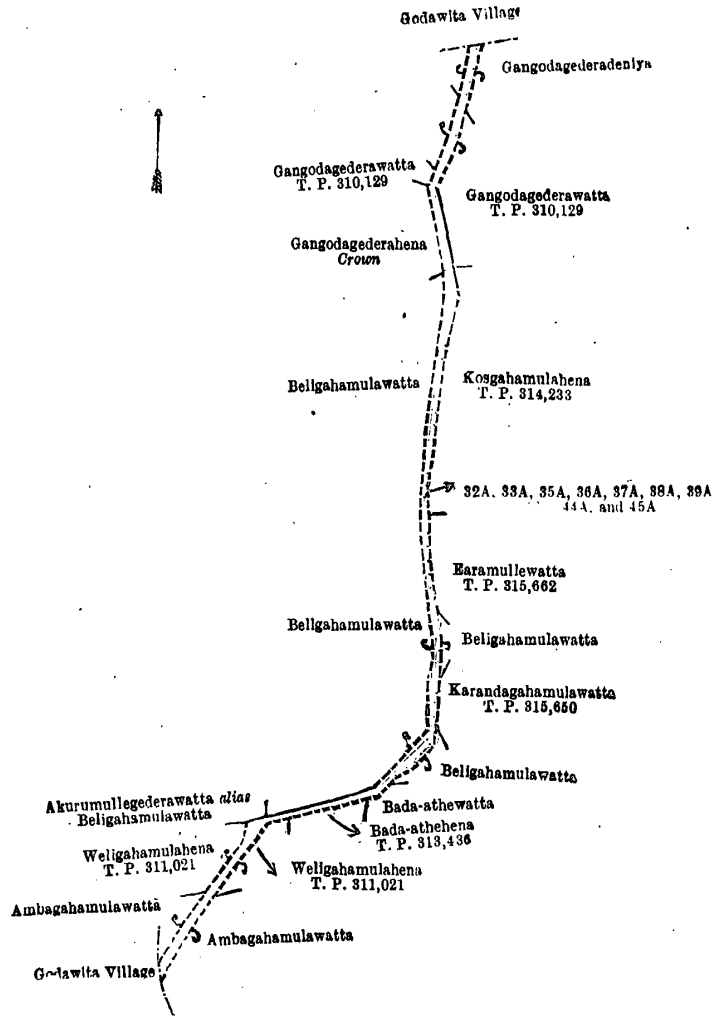 Godawita Village
Gangodagederadeniya
Gangodagederawatta
T. P. 310,129
Gangodagederawatta
T. P. 310,129
Gangodagederahena
Crown
Beligahamulawatta
Kosgahamulahena
T. P. 314,233
32A. 33A, 35A, 36A, 37A, 38A, 39A
44A. and 45A
Earamullewatta
T. P. 315,662
Beligahamulawatta
Beligahamulawatta
Karandagahamulawatta
T. P. 315,650
Beligahamulawatta
Akurumullegederawatta alias
Beligahamulawatta
Bada-athewatta
Bada-athehena
T. P. 313,436
Weligahamulahena
T. P. 311,021
Weligahamulahena
T. P. 311,021
Ambagahamulawatta
Ambagahamulawatta
Godawita Village